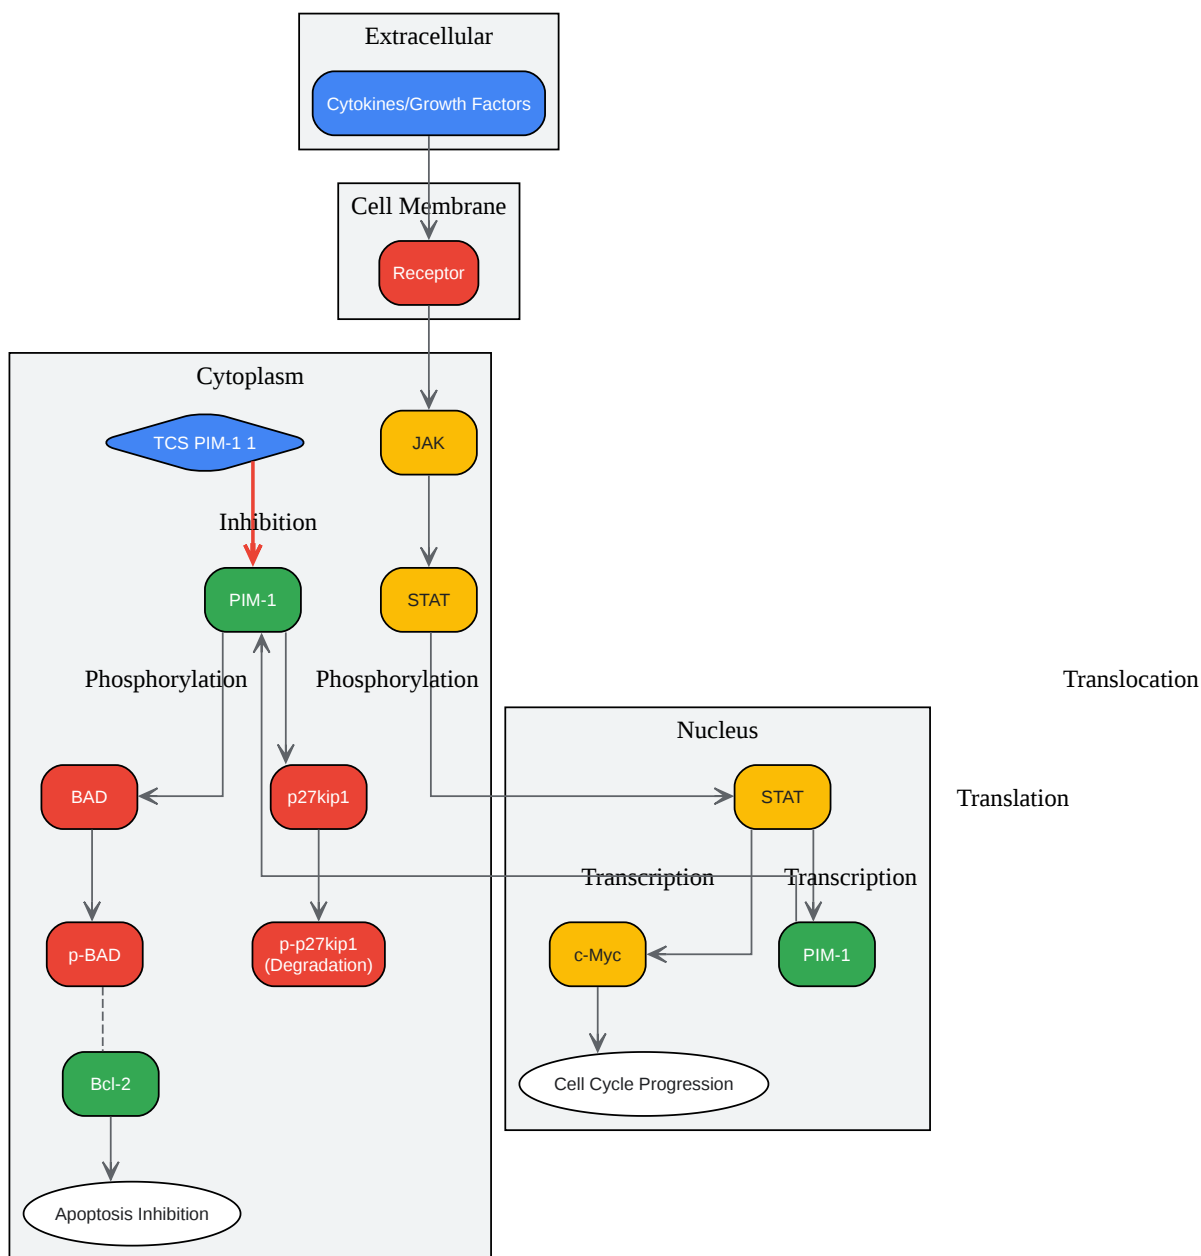 Extracellular
Cytokines/Growth Factors
Cell Membrane
Receptor
Cytoplasm
TCS PIM-1 1
JAK
Inhibition
PIM-1
STAT
Phosphorylation
Phosphorylation
Translocation
Nucleus
BAD
p27kip1
STAT
Translation
Transcription
Transcription
p-BAD
p-p27kip1
(Degradation)
c-Myc
PIM-1
Bcl-2
Cell Cycle Progression
Apoptosis Inhibition